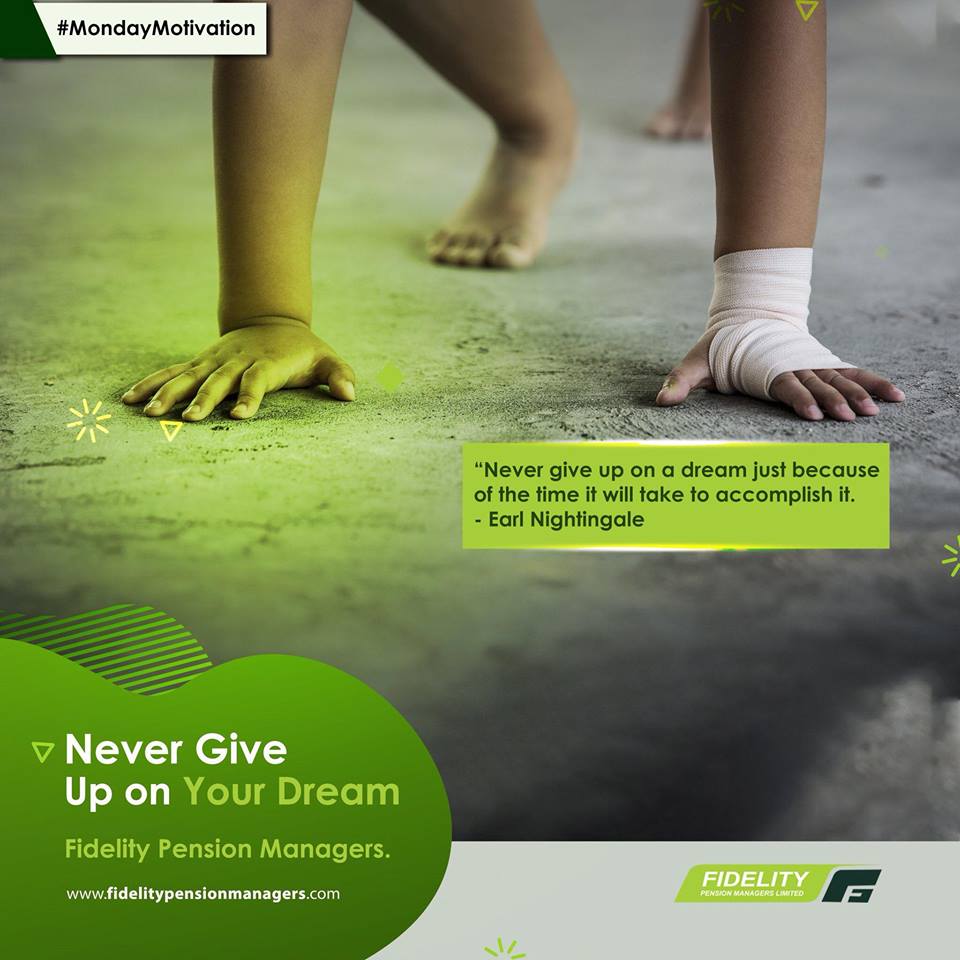 #MondayMotivation
“Never give up on a dream just because
of the time it will take to accomplish it.
- Earl Nightingale
Never Give
Up on Your Dream
Fidelity Pension Managers.
www.fidelitypensionmanagers.com
FIDELITY
PENSION MANAGERS LIMITED